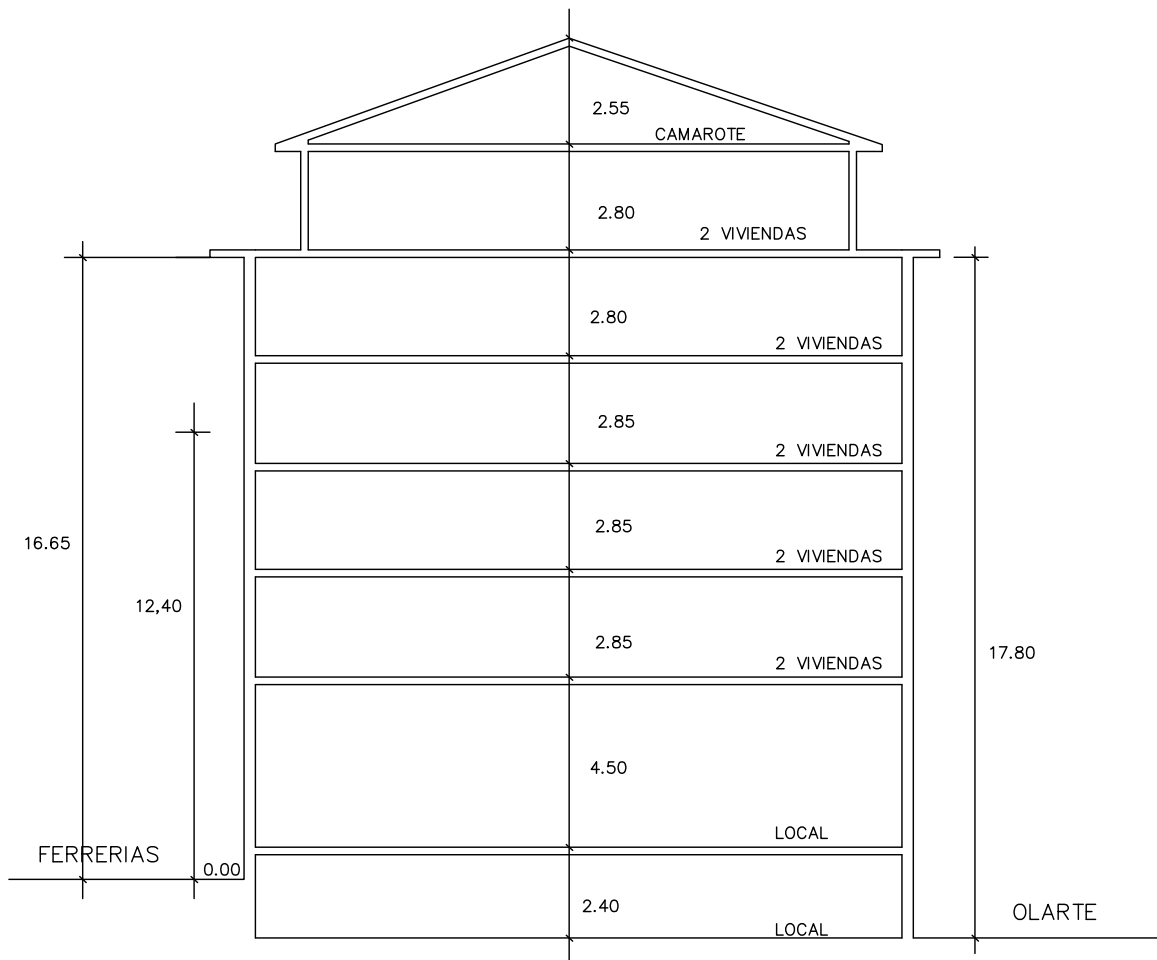 2.55
CAMAROTE
2.80
2 VIVIENDAS
2.80
2 VIVIENDAS
2.85
2 VIVIENDAS
16.65
2.85
2 VIVIENDAS
12,40
2.85
2 VIVIENDAS
17.80
4.50
LOCAL
FERRERIAS
0.00
2.40
OLARTE
LOCAL